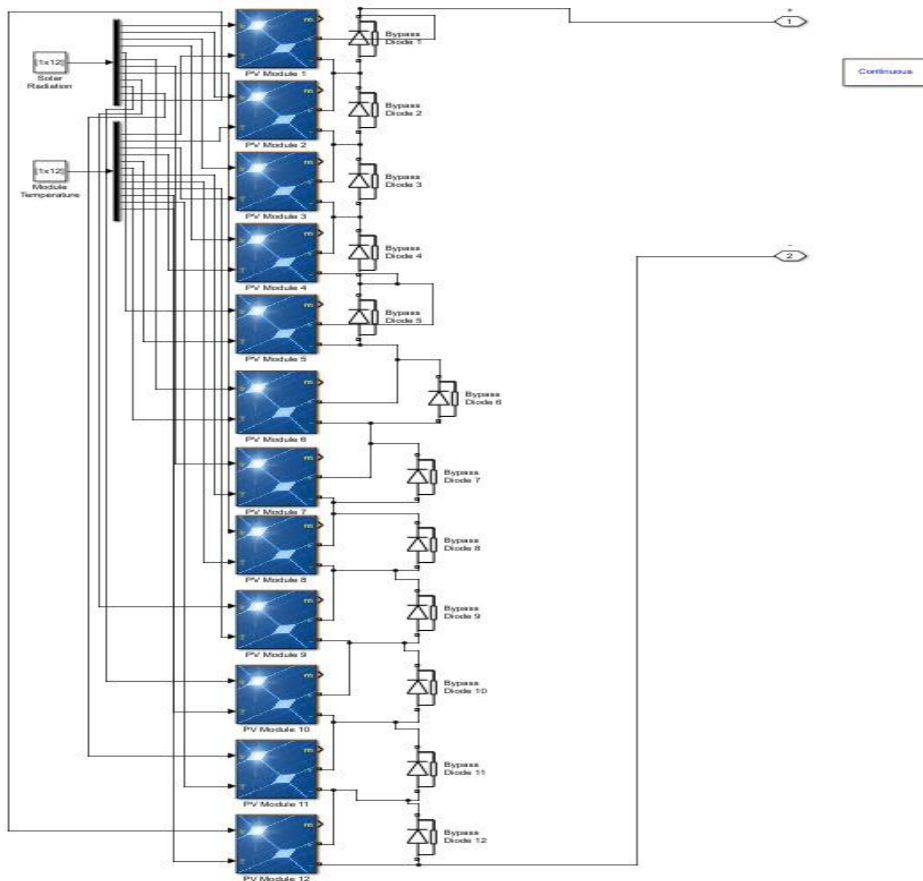 +
1
Continuous
[1x12]
Solar
Radiation
[1x12]
Module
Temperature
m
PV Module 1
Bypass
Diode 1
m
PV Module 2
Bypass
Diode 2
m
PV Module 3
Bypass
Diode 3
m
PV Module 4
Bypass
Diode 4
-
2
m
PV Module 5
Bypass
Diode 5
m
PV Module 6
Bypass
Diode 6
m
PV Module 7
Bypass
Diode 7
m
PV Module 8
Bypass
Diode 8
m
PV Module 9
Bypass
Diode 9
m
PV Module 10
Bypass
Diode 10
m
PV Module 11
Bypass
Diode 11
m
PV Module 12
Bypass
Diode 12